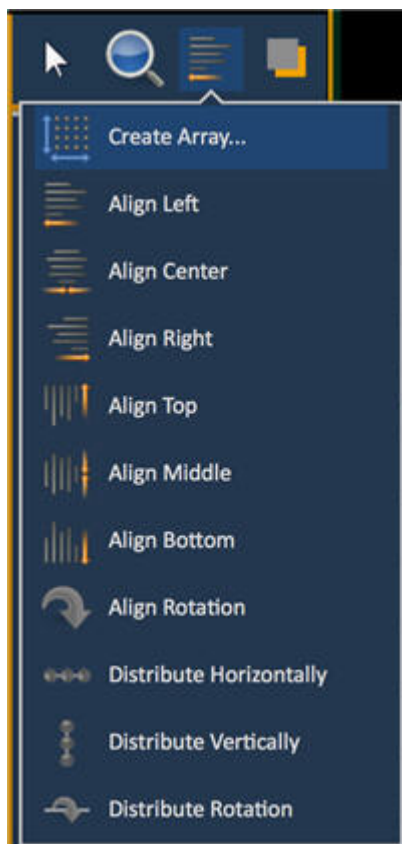 Create Array...
Align Left
Align Center
Align Right
Align Top
Align Middle
Align Bottom
Align Rotation
Distribute Horizontally
Distribute Vertically
Distribute Rotation